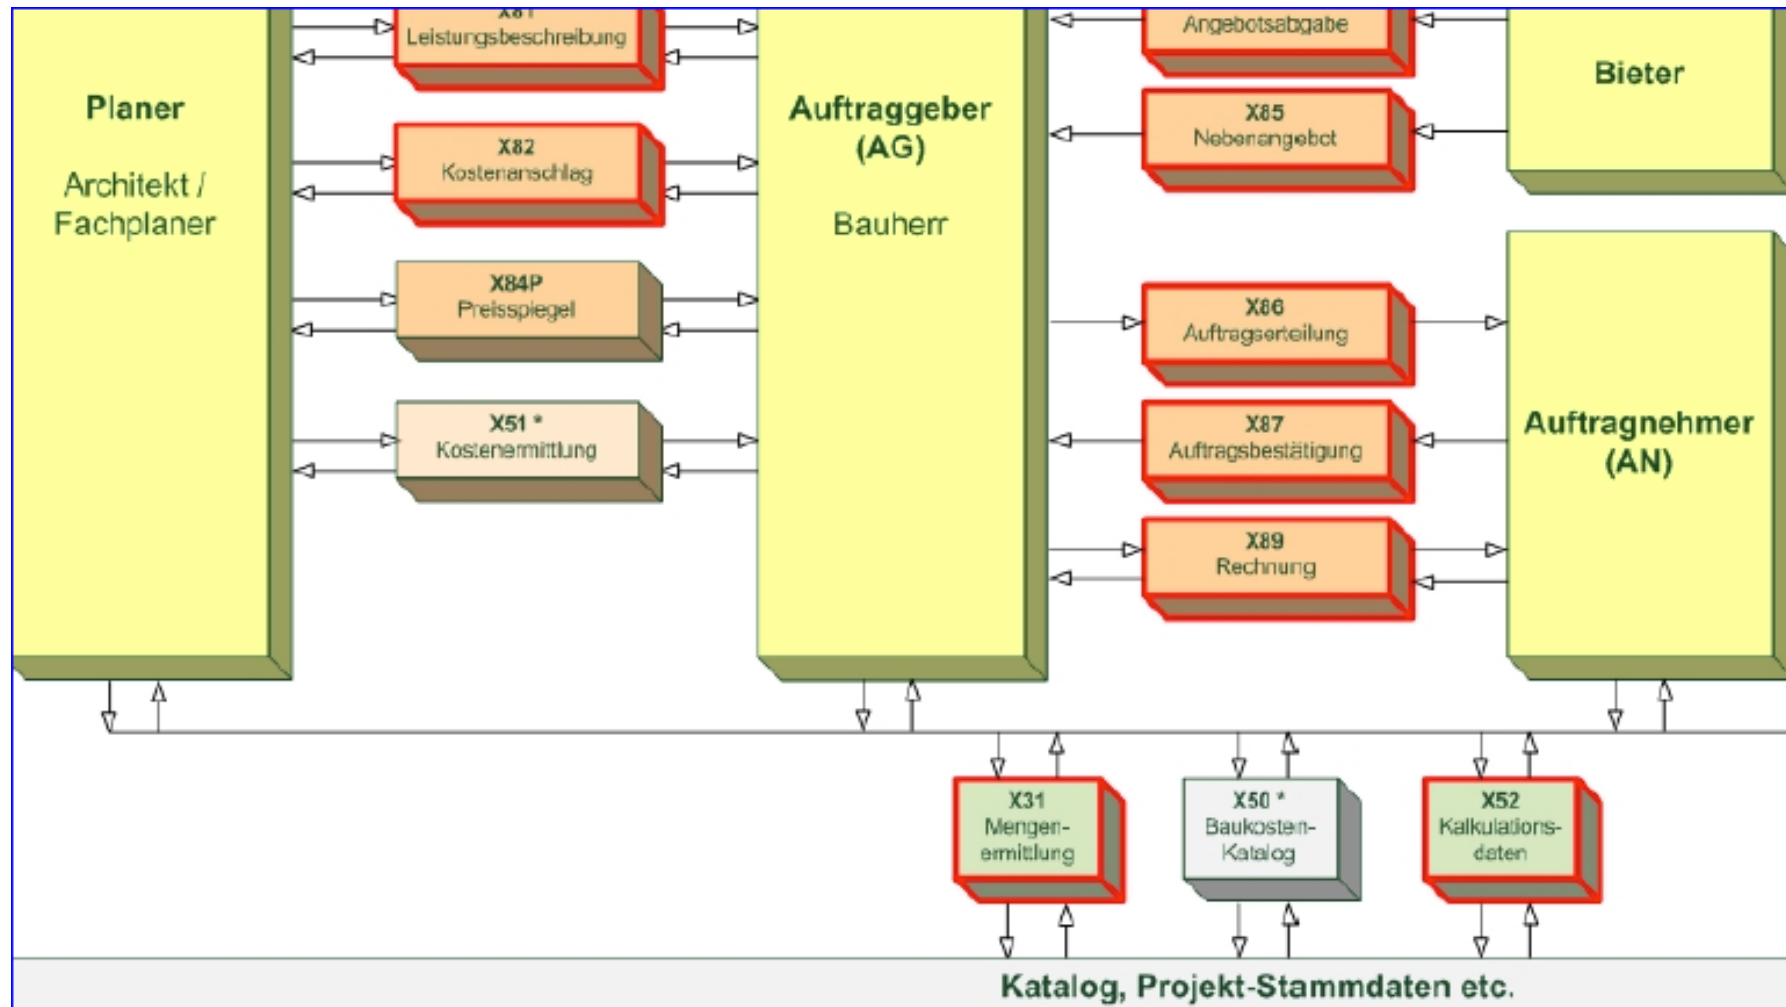 X81
Leistungsbeschreibung
Angebotsabgabe
Bieter
Planer
Architekt /
Fachplaner
X82
Kostenanschlag
Auftraggeber
(AG)
Bauherr
X85
Nebenangebot
X84P
Preisspiegel
X86
Auftragserteilung
X51 *
Kostenermittlung
X87
Auftragsbestätigung
Auftragnehmer
(AN)
X89
Rechnung
X31
Mengen-
ermittlung
X50 *
Baukosten-
Katalog
X52
Kalkulations-
daten
Katalog, Projekt-Stammdaten etc.